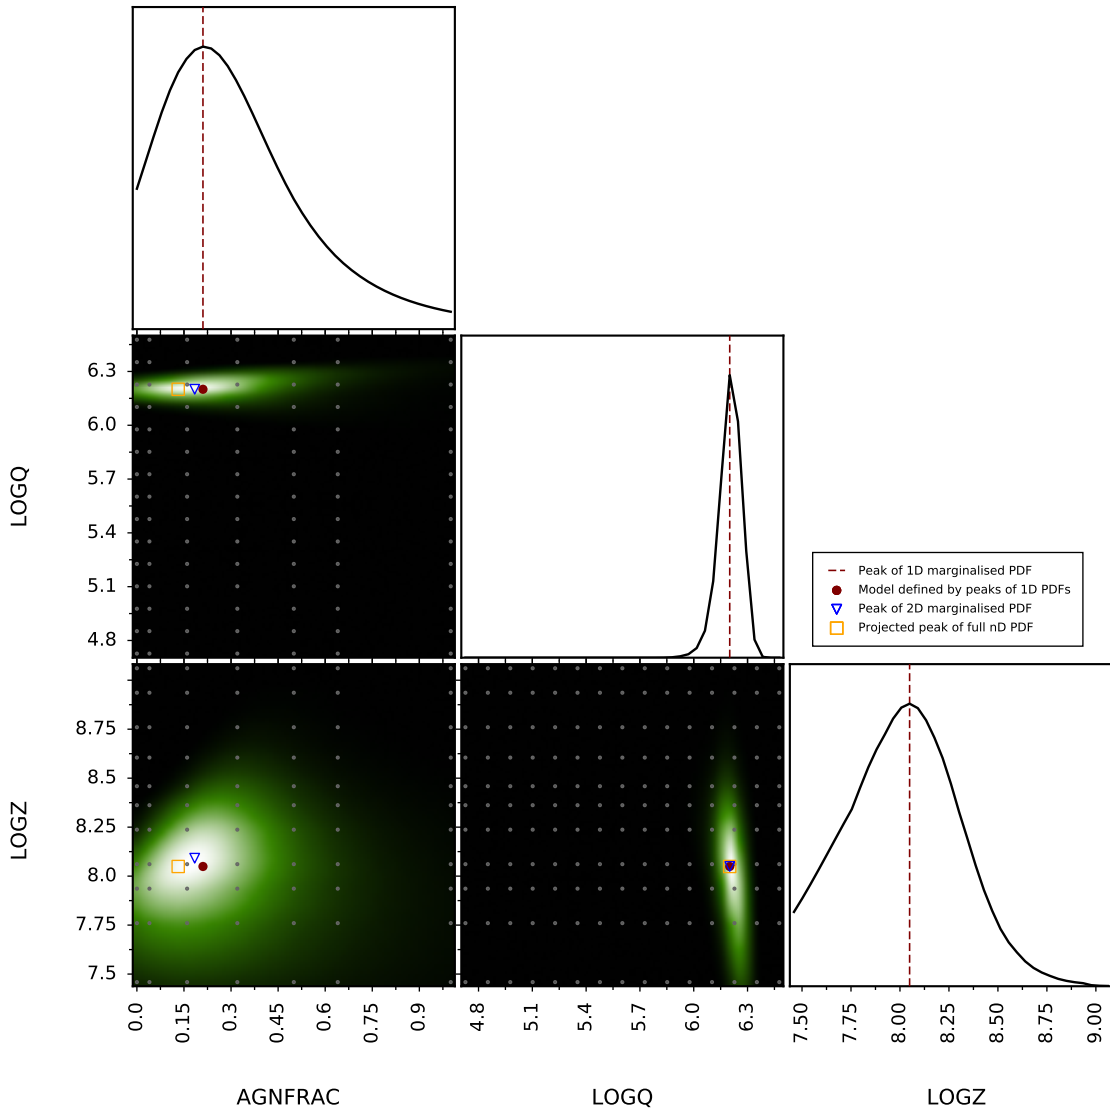 6.3
6.0
5.7
5.4
5.1
4.8
LOGQ
Peak of 1D marginalised PDF
Model defined by peaks of 1D PDFs
Peak of 2D marginalised PDF
Projected peak of full nD PDF
8.75
8.5
8.25
8.0
7.75
7.5
LOGZ
0.0 0.15 0.3 0.45 0.6 0.75 0.9
4.8 5.1 5.4 5.7 6.0 6.3
7.50 7.75 8.00 8.25 8.50 8.75 9.00
AGNFRAC
LOGQ
LOGZ